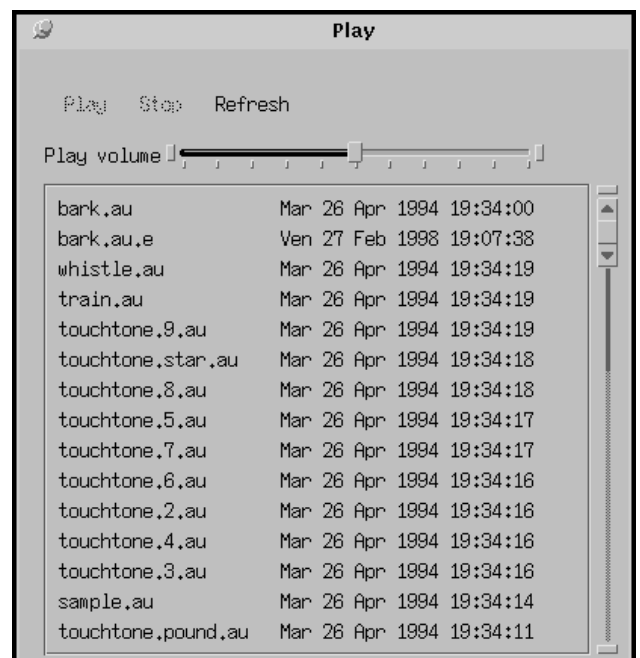 Play
Play Stop Refresh
Play volume
bark.au Mar 26 Apr 1994 19:34:00
bark.au.e Ven 27 Feb 1998 19:07:38
whistle.au Mar 26 Apr 1994 19:34:19
train.au Mar 26 Apr 1994 19:34:19
touchtone.9.au Mar 26 Apr 1994 19:34:19
touchtone.star.au Mar 26 Apr 1994 19:34:18
touchtone.8.au Mar 26 Apr 1994 19:34:18
touchtone.5.au Mar 26 Apr 1994 19:34:17
touchtone.7.au Mar 26 Apr 1994 19:34:17
touchtone.6.au Mar 26 Apr 1994 19:34:16
touchtone.2.au Mar 26 Apr 1994 19:34:16
touchtone.4.au Mar 26 Apr 1994 19:34:16
touchtone.3.au Mar 26 Apr 1994 19:34:16
sample.au Mar 26 Apr 1994 19:34:14
touchtone.pound.au Mar 26 Apr 1994 19:34:11